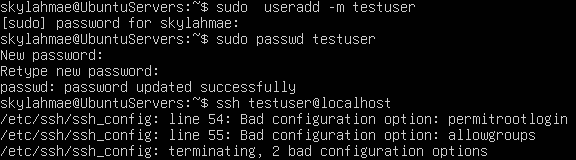 skylahmae@UbuntuServers:~$ sudo  useradd -m testuser
[sudo] password for skylahmae:
skylahmae@UbuntuServers:~$ sudo passwd testuser
New password:
Retype new password:
passwd: password updated successfully
skylahmae@UbuntuServers:~$ ssh testuser@localhost
/etc/ssh/ssh_config: line 54: Bad configuration option: permitrootlogin
/etc/ssh/ssh_config: line 55: Bad configuration option: allowgroups
/etc/ssh/ssh_config: terminating, 2 bad configuration options